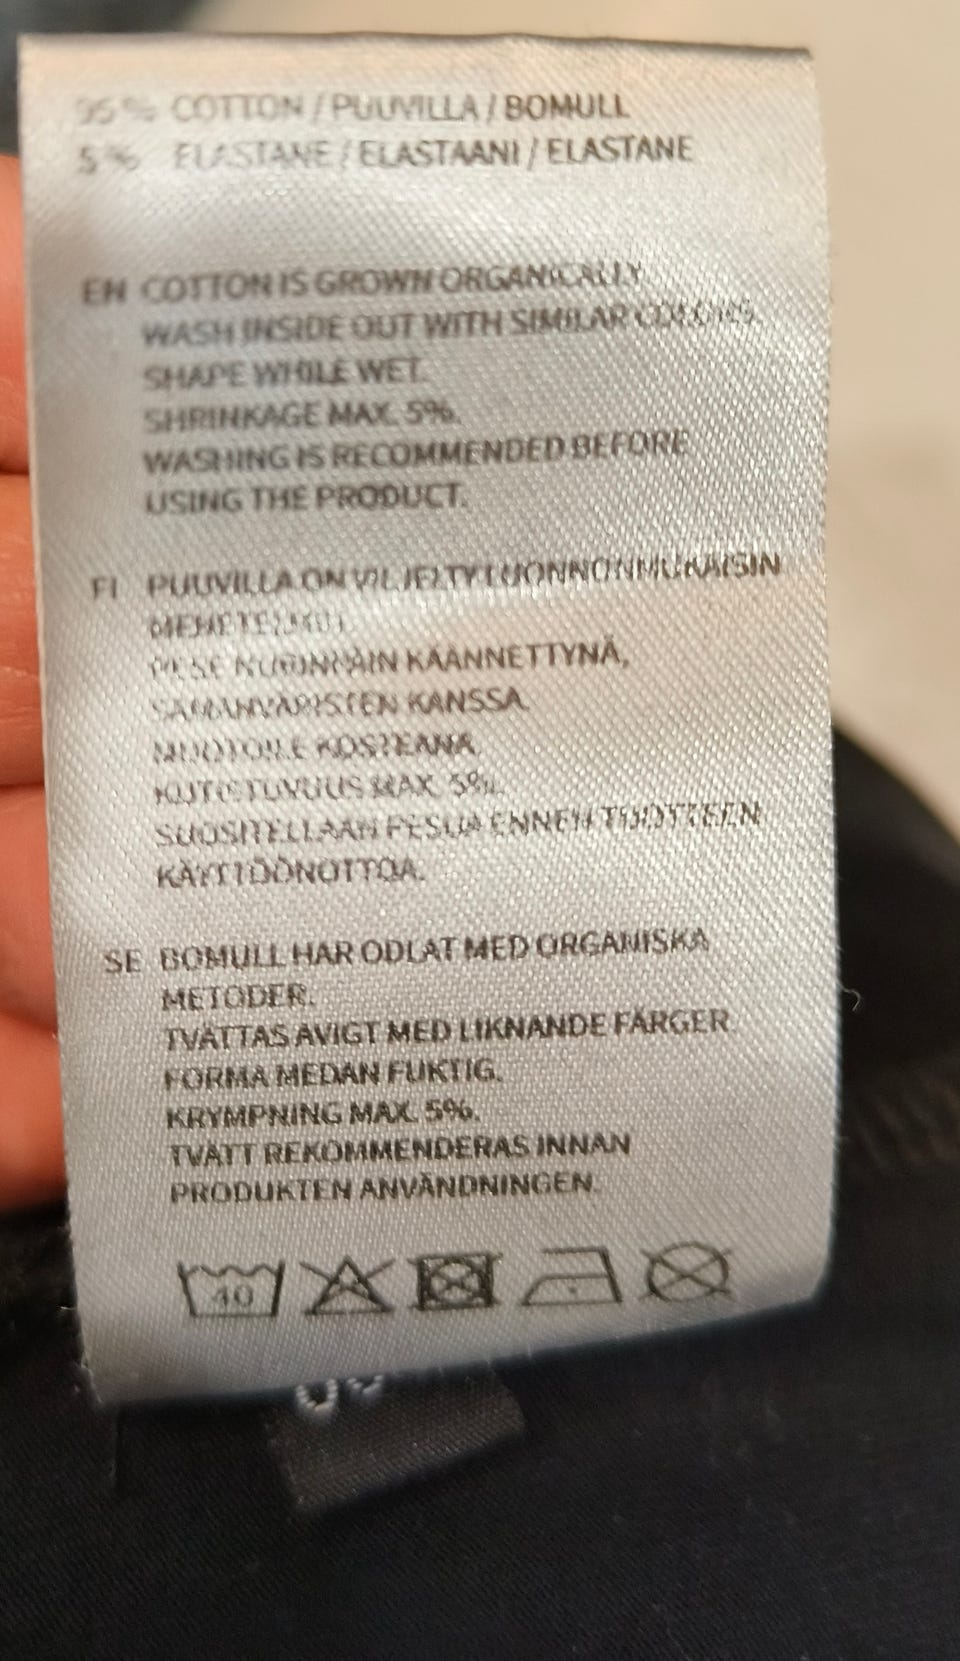 95 % COTTON / PUUVILLA / BOMULL
5 % ELASTANE / ELASTAANI / ELASTANE
EN COTTON IS GROWN ORGANICALLY.
WASH INSIDE OUT WITH SIMILAR COLOURS.
SHAPE WHILE WET.
SHRINKAGE MAX. 5%.
WASHING IS RECOMMENDED BEFORE
USING THE PRODUCT.
FI PUUVILLA ON VILJELTY LUONNONMUKAISIN
MENETELMIN.
PESE NURINPÄIN KÄÄNNETTYNÄ,
SAMANVÄRISTEN KANSSA.
MUOTOILE KOSTEANA.
KUTISTUVUUS MAX. 5%.
SUOSITELLAAN PESUA ENNEN TUOTTEEN
KÄYTTÖÖNOTTOA.
SE BOMULL HAR ODLAT MED ORGANISKA
METODER.
TVÄTTAS AVIGT MED LIKNANDE FÄRGER.
FORMA MEDAN FUKTIG.
KRYMPNING MAX. 5%.
TVÄTT REKOMMENDERAS INNAN
PRODUKTEN ANVÄNDNINGEN.
40